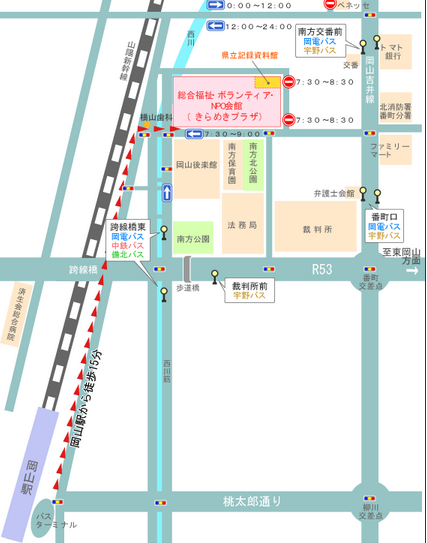 0:00~12:00
ベネッセ
12:00~24:00
西川
南方交番前
岡電バス
宇野バス
トマト
銀行
交番
山陽新幹線
県立記録資料館
岡山吉井線
総合福祉・ボランティア・
NPO会館
（きらめきプラザ）
7:30~8:30
7:30~8:30
北消防署
番町分署
横山歯科
7:30~9:00
ファミリー
マート
岡山後楽館
南方保育園
南方北公園
弁護士会館
番町口
岡電バス
宇野バス
跨線橋東
岡電バス
中鉄バス
備北バス
南方公園
法務局
裁判所
至東岡山
方面
跨線橋
R53
番町
交差点
歩道橋
裁判所前
宇野バス
済生会総合病院
岡山駅から徒歩15分
西川筋
岡山駅
バス
ターミナル
桃太郎通り
柳川
交差点